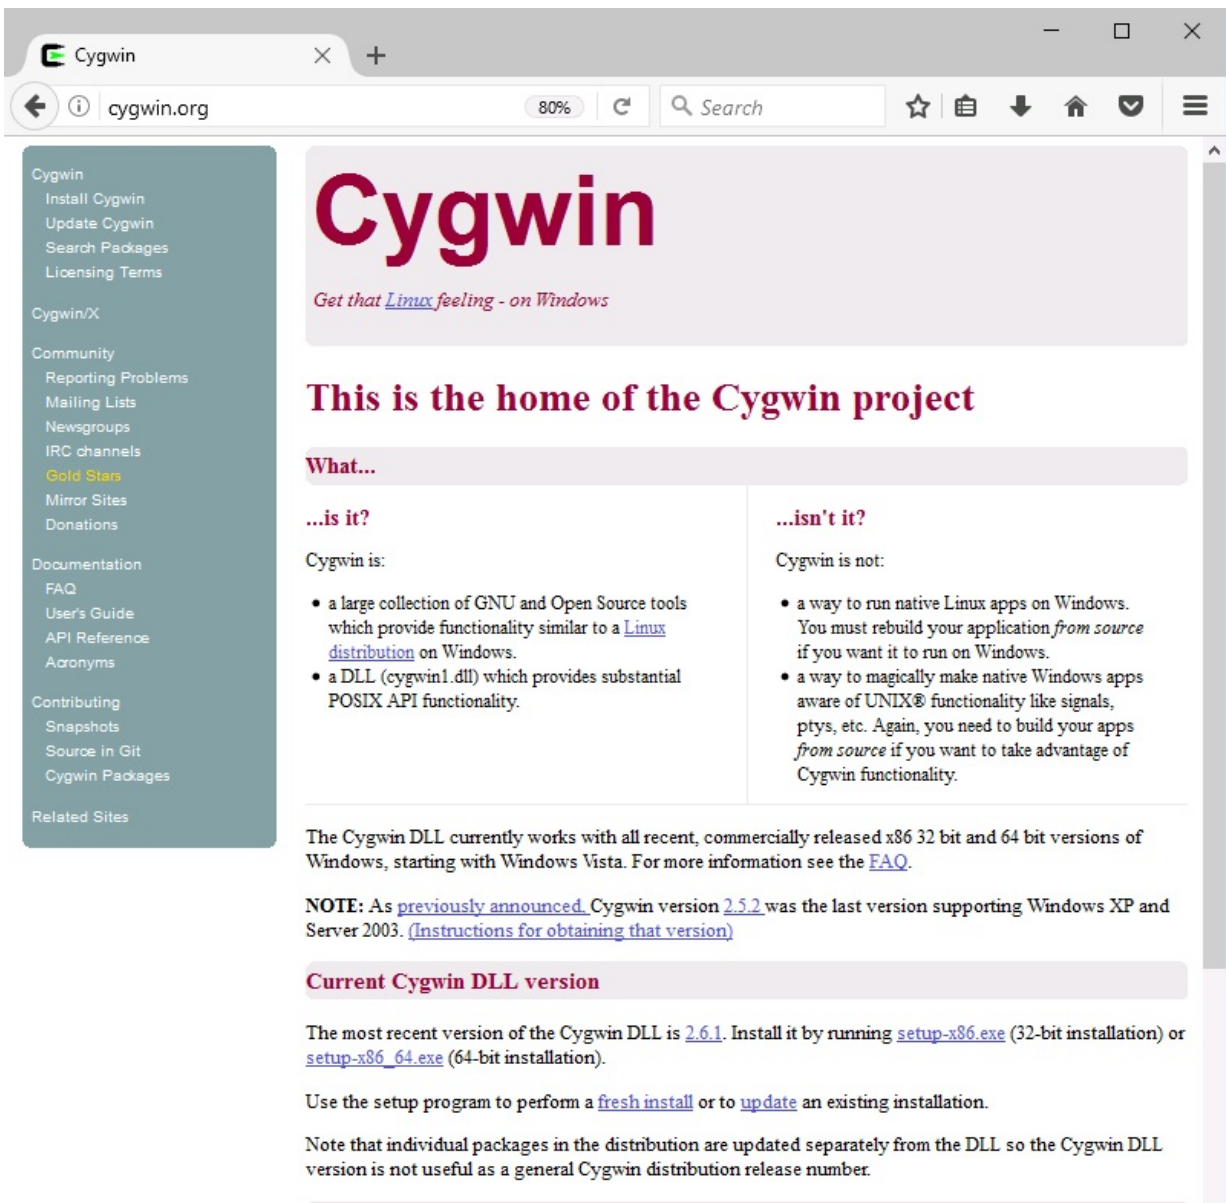 Cygwin
cygwin.org
80%
Search
Cygwin
Install Cygwin
Update Cygwin
Search Packages
Licensing Terms
Cygwin/X
Community
Reporting Problems
Mailing Lists
Newsgroups
IRC channels
Gold Stars
Mirror Sites
Donations
Documentation
FAQ
User's Guide
API Reference
Acronyms
Contributing
Snapshots
Source in Git
Cygwin Packages
Related Sites
Cygwin
Get that Linux feeling - on Windows
This is the home of the Cygwin project
What...
...is it?
Cygwin is:
• a large collection of GNU and Open Source tools
which provide functionality similar to a Linux
distribution on Windows.
• a DLL (cygwin1.dll) which provides substantial
POSIX API functionality.
...isn't it?
Cygwin is not:
• a way to run native Linux apps on Windows.
You must rebuild your application from source
if you want it to run on Windows.
• a way to magically make native Windows apps
aware of UNIX® functionality like signals,
ptys, etc. Again, you need to build your apps
from source if you want to take advantage of
Cygwin functionality.
The Cygwin DLL currently works with all recent, commercially released x86 32 bit and 64 bit versions of
Windows, starting with Windows Vista. For more information see the FAQ.
NOTE: As previously announced, Cygwin version 2.5.2 was the last version supporting Windows XP and
Server 2003. (Instructions for obtaining that version)
Current Cygwin DLL version
The most recent version of the Cygwin DLL is 2.6.1. Install it by running setup-x86.exe (32-bit installation) or
setup-x86_64.exe (64-bit installation).
Use the setup program to perform a fresh install or to update an existing installation.
Note that individual packages in the distribution are updated separately from the DLL so the Cygwin DLL
version is not useful as a general Cygwin distribution release number.